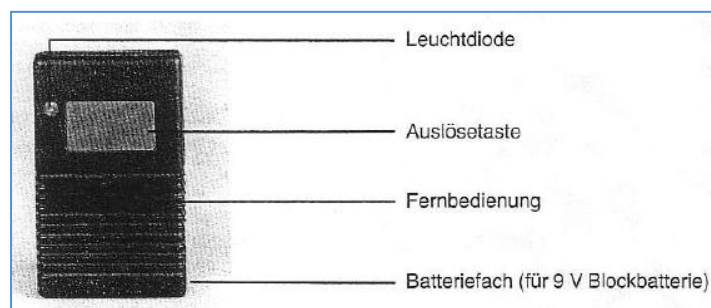 Leuchtdiode
Auslösetaste
Fernbedienung
Batteriefach (für 9 V Blockbatterie)